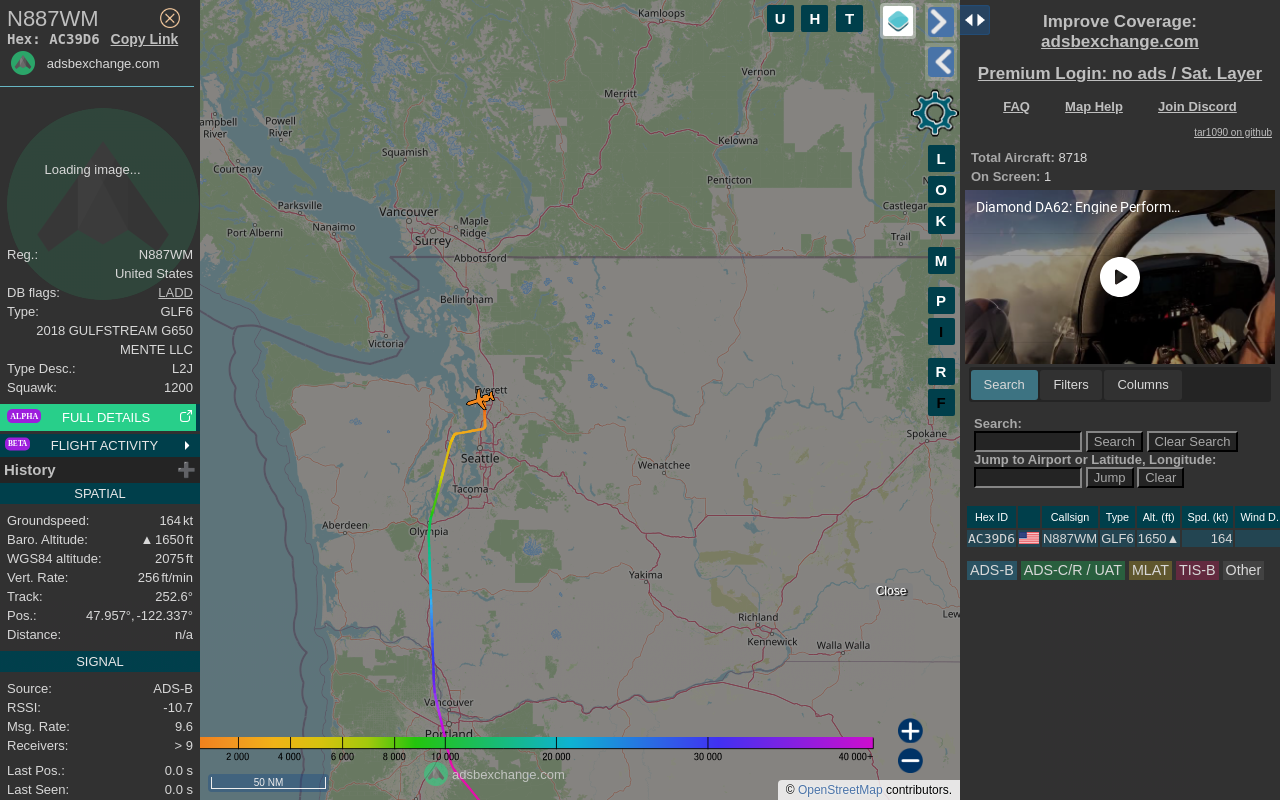 N887WM
Hex: AC39D6 Copy Link
adsbexchange.com
Loading image...
Reg.: N887WM
United States
DB flags: LADD
Type: GLF6
2018 GULFSTREAM G650
MENTE LLC
Type Desc.: L2J
Squawk: 1200
ALPHA FULL DETAILS
BETA FLIGHT ACTIVITY
History
SPATIAL
Groundspeed: 164 kt
Baro. Altitude: ▲ 1650 ft
WGS84 altitude: 2075 ft
Vert. Rate: 256 ft/min
Track: 252.6°
Pos.: 47.957°, -122.337°
Distance: n/a
SIGNAL
Source: ADS-B
RSSI: -10.7
Msg. Rate: 9.6
Receivers: > 9
Last Pos.: 0.0 s
Last Seen: 0.0 s
Kamloops
Vernon
Merritt
Kelowna
Penticton
Castlegar
Trail
Powell
River
ampbell
River
Squamish
Courtenay
Parksville
Port Alberni
Nanaimo
Vancouver
Surrey
Maple
Ridge
Abbotsford
Bellingham
Victoria
Everett
Seattle
Tacoma
Olympia
Aberdeen
Wenatchee
Spokane
Yakima
Richland
Kennewick
Walla Walla
Lew
Vancouver
Portland
U H T
L
O
K
M
P
I
R
F
Close
2 000 4 000 6 000 8 000 10 000 20 000 30 000 40 000+
50 NM
adsbexchange.com
© OpenStreetMap contributors.
Improve Coverage:
adsbexchange.com
Premium Login: no ads / Sat. Layer
FAQ Map Help Join Discord
tar1090 on github
Total Aircraft: 8718
On Screen: 1
Diamond DA62: Engine Perform...
Search Filters Columns
Search:
Search Clear Search
Jump to Airport or Latitude, Longitude:
Jump Clear
Hex ID Callsign Type Alt. (ft) Spd. (kt) Wind D.
AC39D6 N887WM GLF6 1650▲ 164
ADS-B ADS-C/R / UAT MLAT TIS-B Other